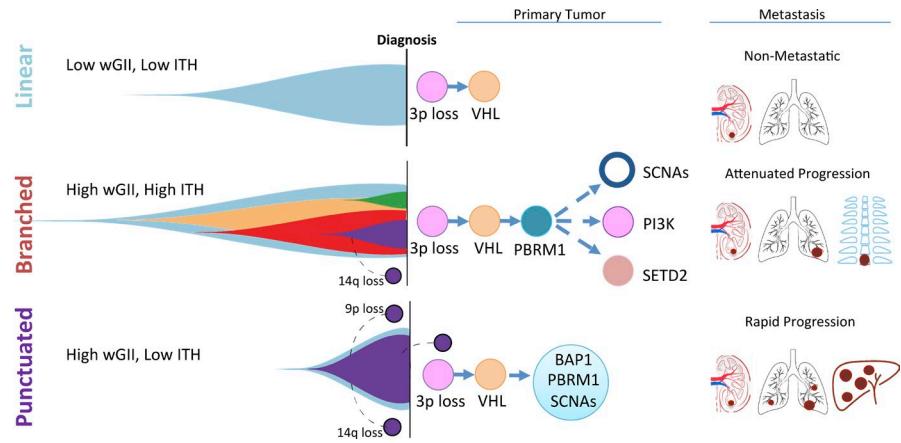 Primary Tumor
Metastasis
Linear
Low wGII, Low ITH
Diagnosis
3p loss
VHL
Non-Metastatic
Branched
High wGII, High ITH
14q loss
3p loss
VHL
PBRM1
SCNAs
PI3K
SETD2
Attenuated Progression
Punctuated
High wGII, Low ITH
9p loss
14q loss
3p loss
VHL
BAP1
PBRM1
SCNAs
Rapid Progression